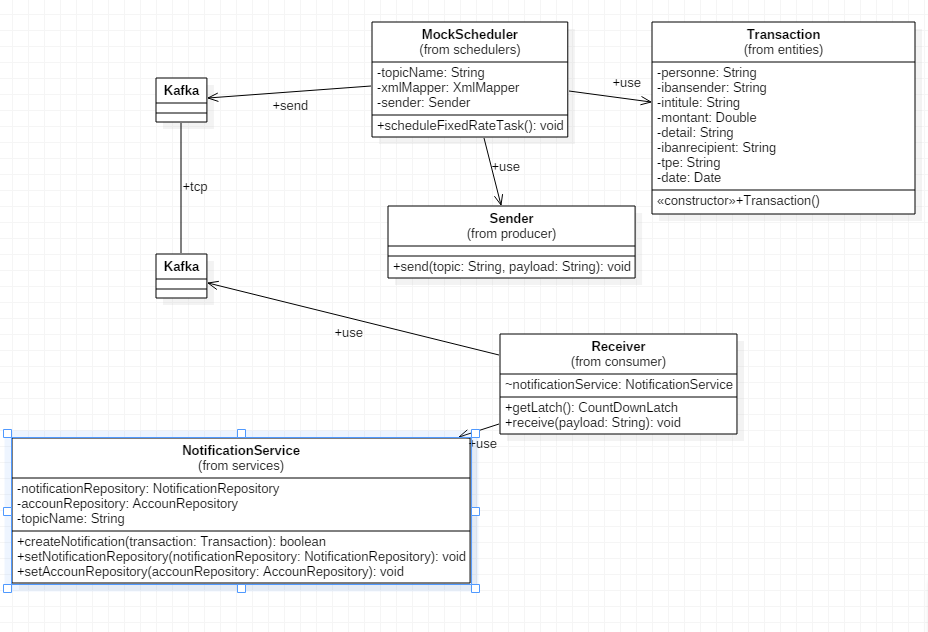 MockScheduler
(from schedulers)
-topicName: String
-xmlMapper: XmlMapper
-sender: Sender
+scheduleFixedRateTask(): void
Transaction
(from entities)
-personne: String
-ibansender: String
-intitule: String
-montant: Double
-detail: String
-ibanrecipient: String
-tpe: String
-date: Date
«constructor»+Transaction()
+use
Kafka
+send
+use
+tcp
Sender
(from producer)
+send(topic: String, payload: String): void
Kafka
+use
Receiver
(from consumer)
~notificationService: NotificationService
+getLatch(): CountDownLatch
+receive(payload: String): void
+use
NotificationService
(from services)
-notificationRepository: NotificationRepository
-accounRepository: AccounRepository
-topicName: String
+createNotification(transaction: Transaction): boolean
+setNotificationRepository(notificationRepository: NotificationRepository): void
+setAccounRepository(accounRepository: AccounRepository): void